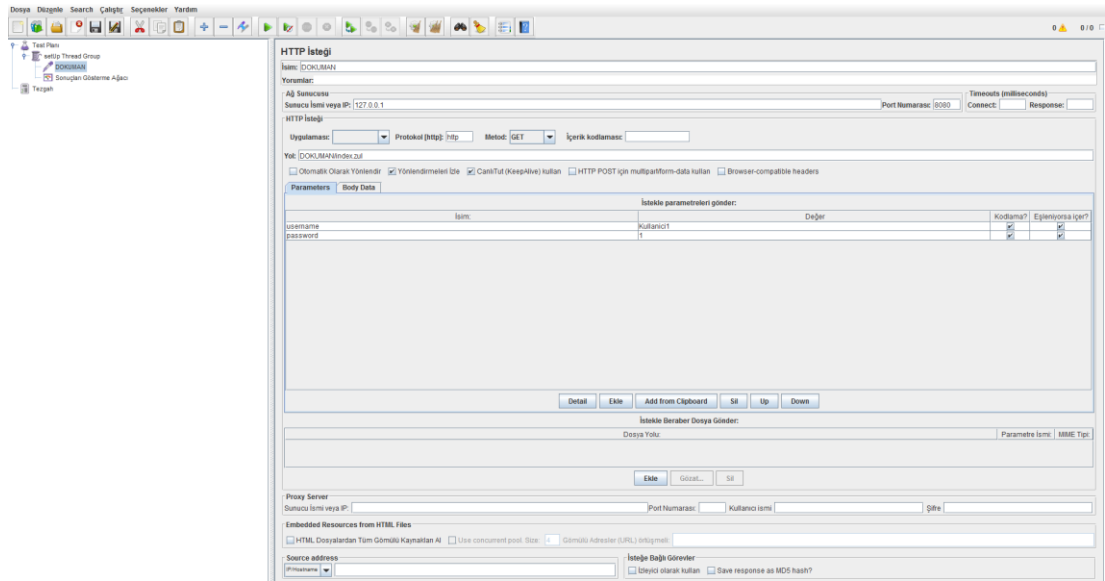 Dosya Düzenle Search Çalıştır Seçenekler Yardım
0 0 / 0
Test Planı
setUp Thread Group
DOKUMAN
Sonuçları Gösterme Ağacı
Tezgah
HTTP İsteği
İsim: DOKUMAN
Yorumlar:
Ağ Sunucusu
Timeouts (milliseconds)
Sunucu İsmi veya IP: 127.0.0.1 Port Numarası: 8080 Connect: Response:
HTTP İsteği
Uygulaması: Protokol [http]: http Metod: GET İçerik kodlaması:
Yol: DOKUMAN/index.zul
Otomatik Olarak Yönlendir Yönlendirmeleri İzle CanlıTut (KeepAlive) kullan HTTP POST için multipart/form-data kullan Browser-compatible headers
Parameters Body Data
İstekle parametreleri gönder:
İsim: Değer Kodlama? Eşleniyorsa içer?
username Kullanici1
password 1
Detail Ekle Add from Clipboard Sil Up Down
İstekle Beraber Dosya Gönder:
Dosya Yolu: Parametre İsmi: MIME Tipi:
Ekle Gözat... Sil
Proxy Server
Sunucu İsmi veya IP: Port Numarası: Kullanıcı ismi Şifre
Embedded Resources from HTML Files
HTML Dosyalardan Tüm Gömülü Kaynakları Al Use concurrent pool. Size: 4 Gömülü Adresler (URL) örtüşmeli:
Source address
İsteğe Bağlı Görevler
IP/Hostname
İzleyici olarak kullan Save response as MD5 hash?